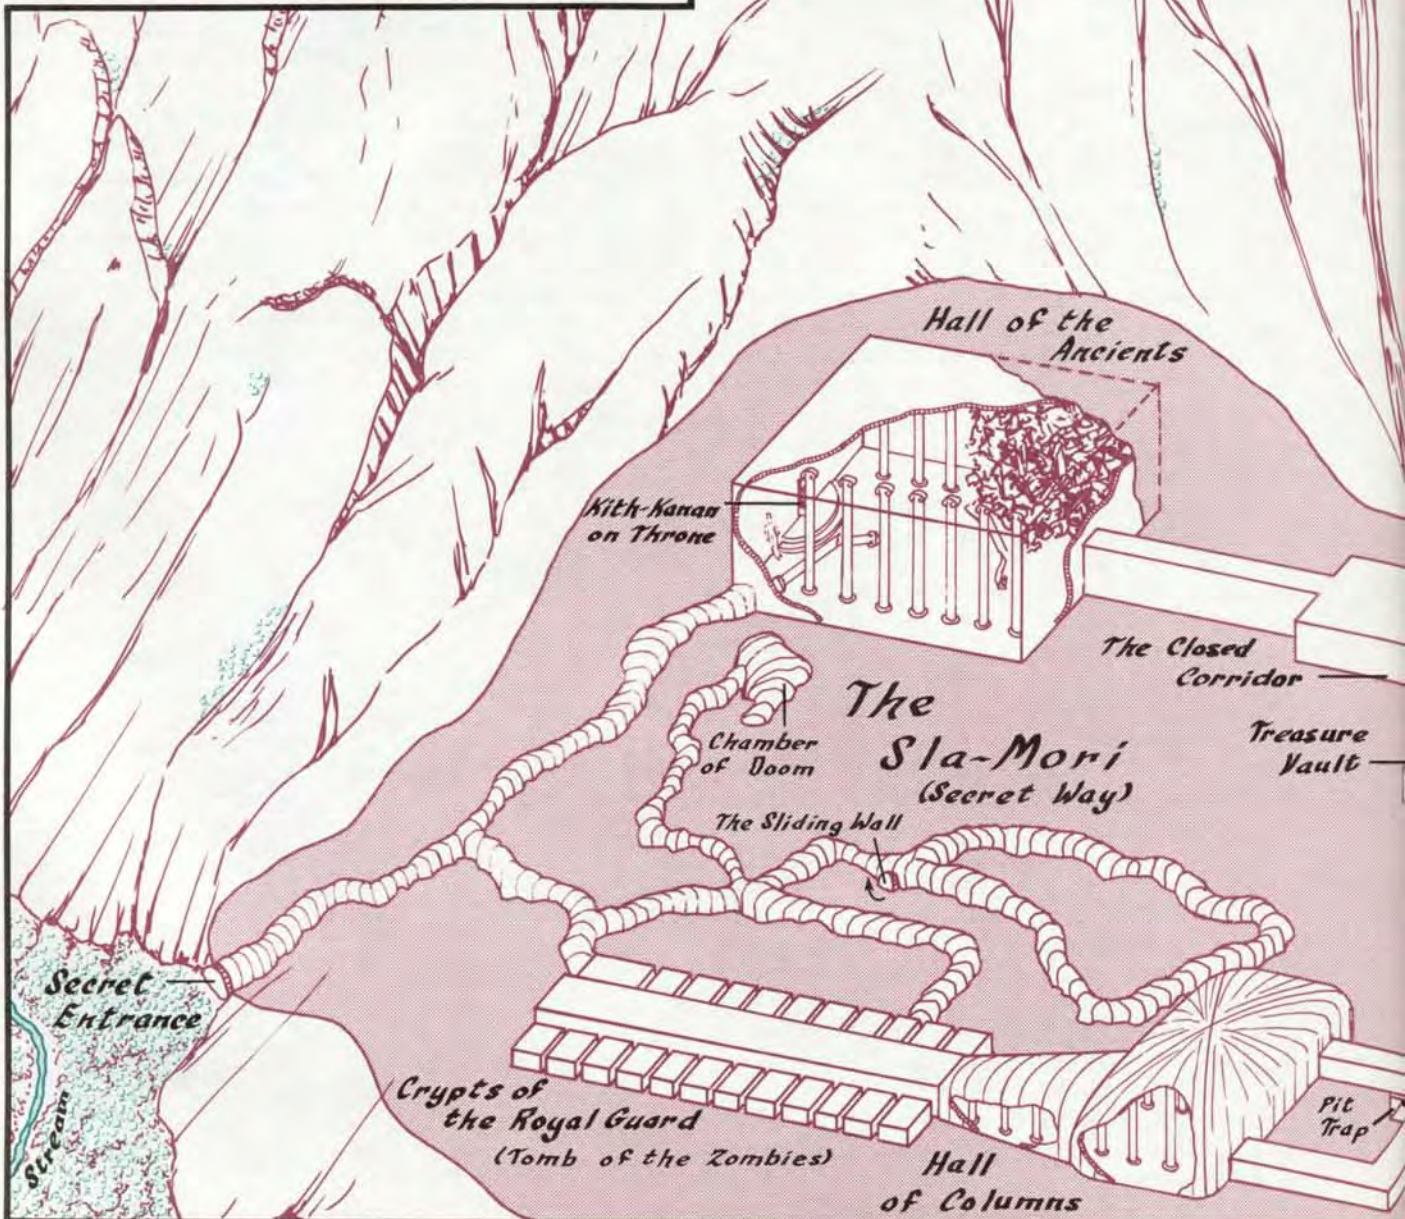 Hall of the
Ancients
Kith-Kanan
on Throne
The Closed
Corridor
The
Sla-Mori
(Secret Way)
Chamber
of Doom
Treasure
Vault
The Sliding Wall
Secret
Entrance
Stream
Crypts of
the Royal Guard
(Tomb of the Zombies)
Pit
Trap
Hall
of Columns